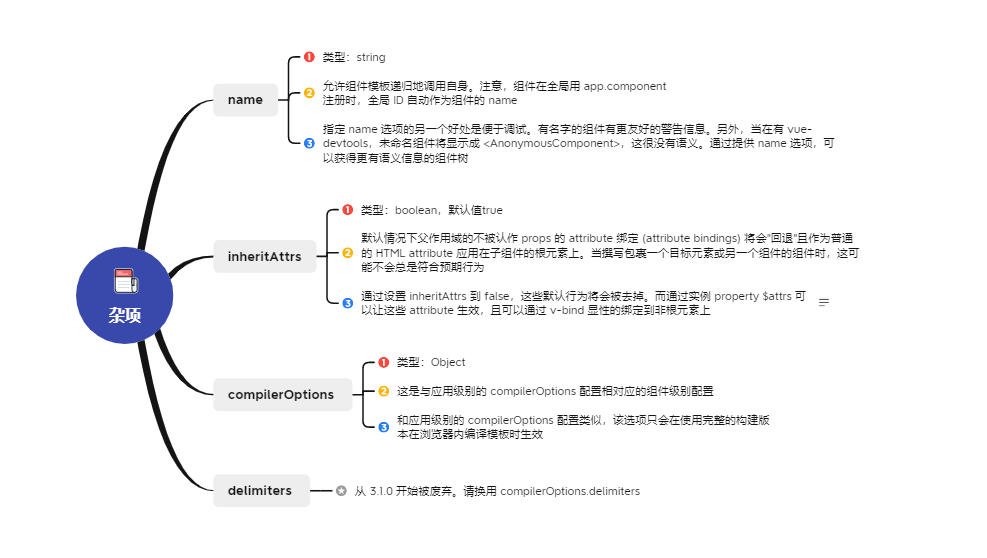 杂项
name
1 类型：string
2 允许组件模板递归地调用自身。注意，组件在全局用 app.component
注册时，全局 ID 自动作为组件的 name
3 指定 name 选项的另一个好处是便于调试。有名字的组件有更友好的警告信息。另外，当在有 vue-
devtools，未命名组件将显示成 <AnonymousComponent>，这很没有语义。通过提供 name 选项，可
以获得更有语义信息的组件树
inheritAttrs
1 类型：boolean，默认值true
2 默认情况下父作用域的不被认作 props 的 attribute 绑定 (attribute bindings) 将会"回退"且作为普通
的 HTML attribute 应用在子组件的根元素上。当撰写包裹一个目标元素或另一个组件的组件时，这可
能不会总是符合预期行为
3 通过设置 inheritAttrs 到 false，这些默认行为将会被去掉。而通过实例 property $attrs 可
以让这些 attribute 生效，且可以通过 v-bind 显性的绑定到非根元素上
compilerOptions
1 类型：Object
2 这是与应用级别的 compilerOptions 配置相对应的组件级别配置
3 和应用级别的 compilerOptions 配置类似，该选项只会在使用完整的构建版
本在浏览器内编译模板时生效
delimiters
从 3.1.0 开始被废弃。请换用 compilerOptions.delimiters